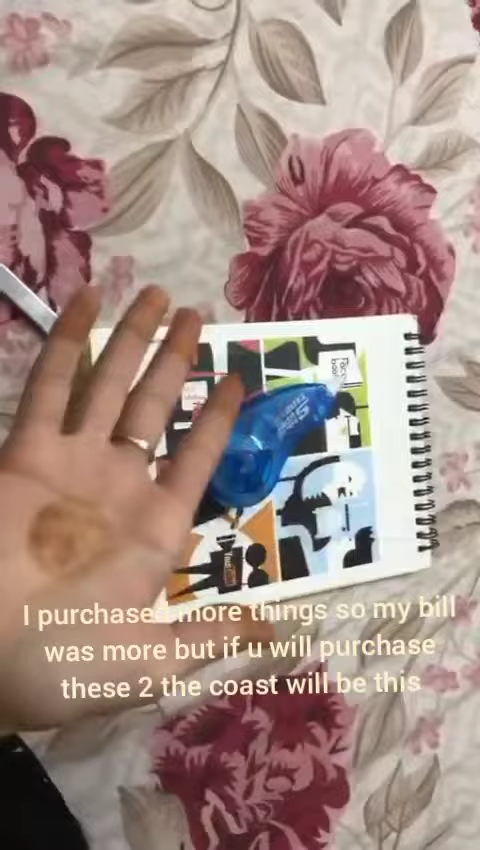 I purchased more things so my bill
was more but if u will purchase
these 2 the coast will be this